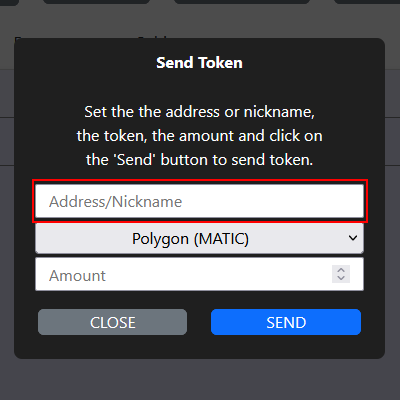 Send Token
Set the the address or nickname,
the token, the amount and click on
the 'Send' button to send token.
Address/Nickname
Polygon (MATIC)
Amount
CLOSE
SEND